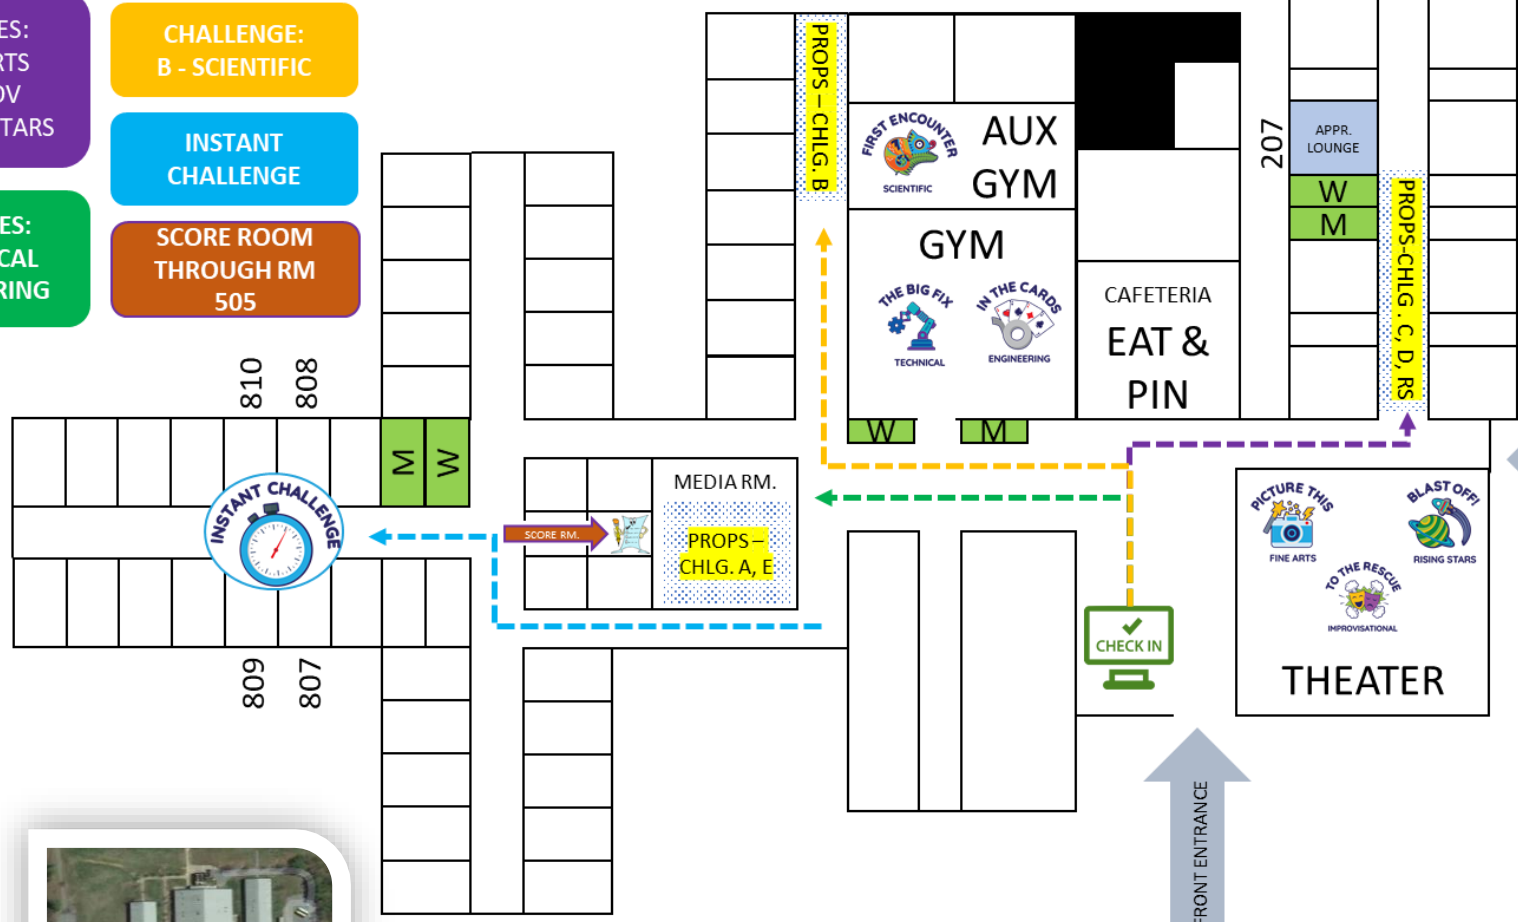 ES:
RTS
OV
TARS
CHALLENGE:
B - SCIENTIFIC
INSTANT
CHALLENGE
ES:
CAL
RING
SCORE ROOM
THROUGH RM
505
PROPS – CHLG. B
FIRST ENCOUNTER
SCIENTIFIC
AUX
GYM
GYM
THE BIG FIX
TECHNICAL
IN THE CARDS
ENGINEERING
CAFETERIA
EAT &
PIN
207
APPR.
LOUNGE
W
M
PROPS-CHLG . C, D, RS
810
808
M
W
W
M
INSTANT CHALLENGE
809
807
SCORE RM.
MEDIA RM.
PROPS –
CHLG. A, E
CHECK IN
PICTURE THIS
FINE ARTS
BLAST OFF!
RISING STARS
TO THE RESCUE
IMPROVISATIONAL
THEATER
FRONT ENTRANCE